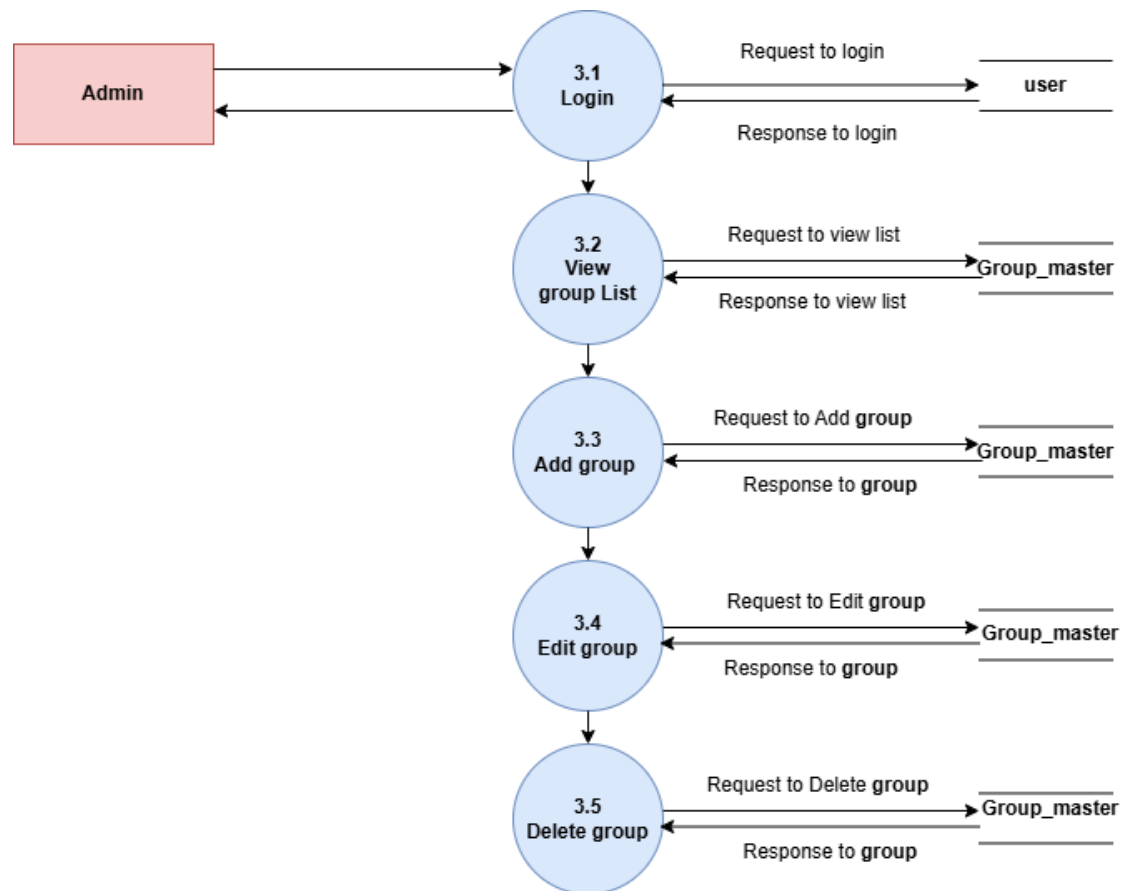 Admin
3.1
Login
Request to login
Response to login
user
3.2
View
group List
Request to view list
Response to view list
Group_master
3.3
Add group
Request to Add group
Response to group
Group_master
3.4
Edit group
Request to Edit group
Response to group
Group_master
3.5
Delete group
Request to Delete group
Response to group
Group_master